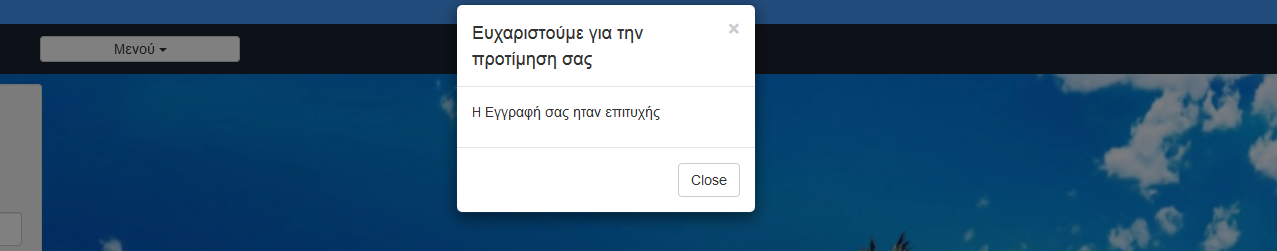 Μενού
Ευχαριστούμε για την
προτίμηση σας
×
Η Εγγραφή σας ηταν επιτυχής
Close